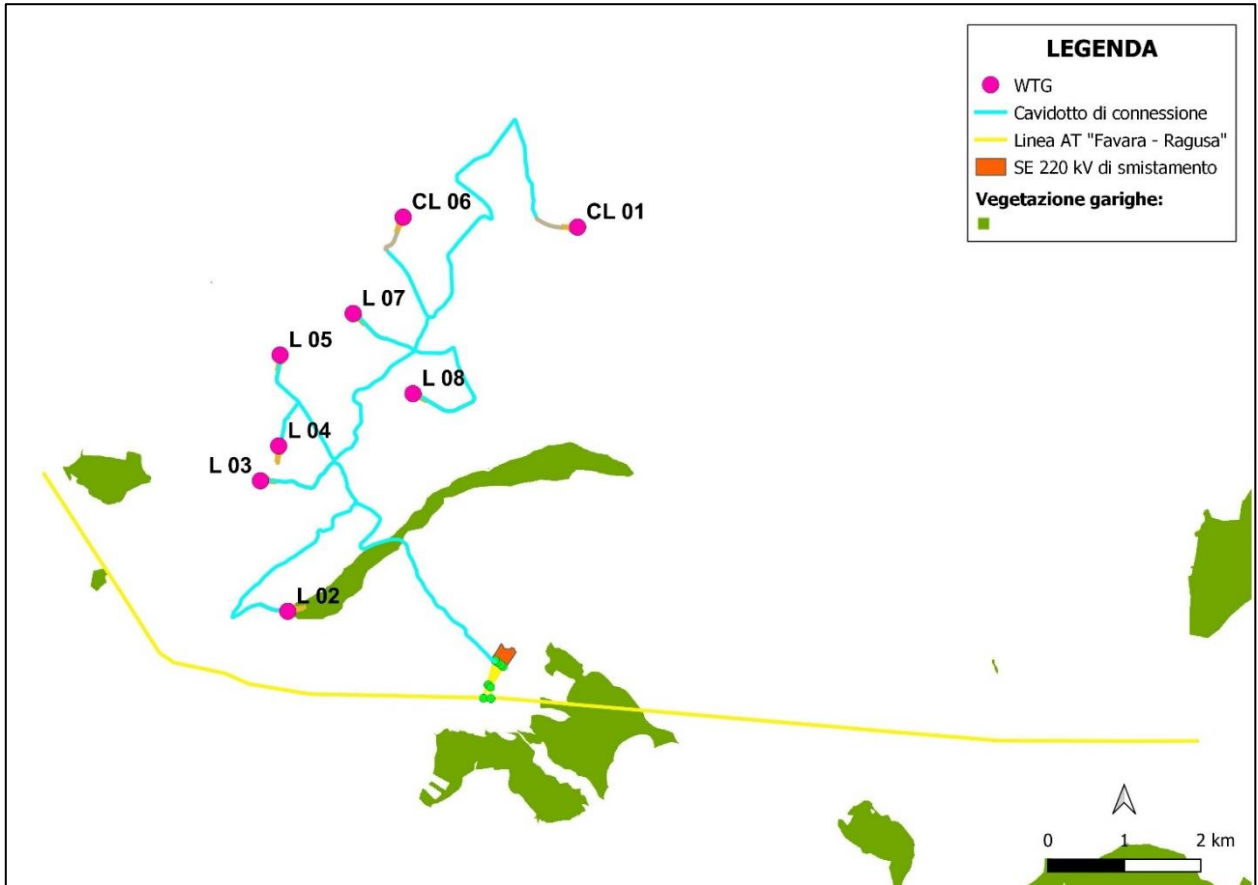 LEGENDA
WTG
Cavidotto di connessione
Linea AT "Favara - Ragusa"
SE 220 kV di smistamento
Vegetazione garighe:
CL 06
CL 01
L 07
L 05
L 08
L 04
L 03
L 02
0 1 2 km